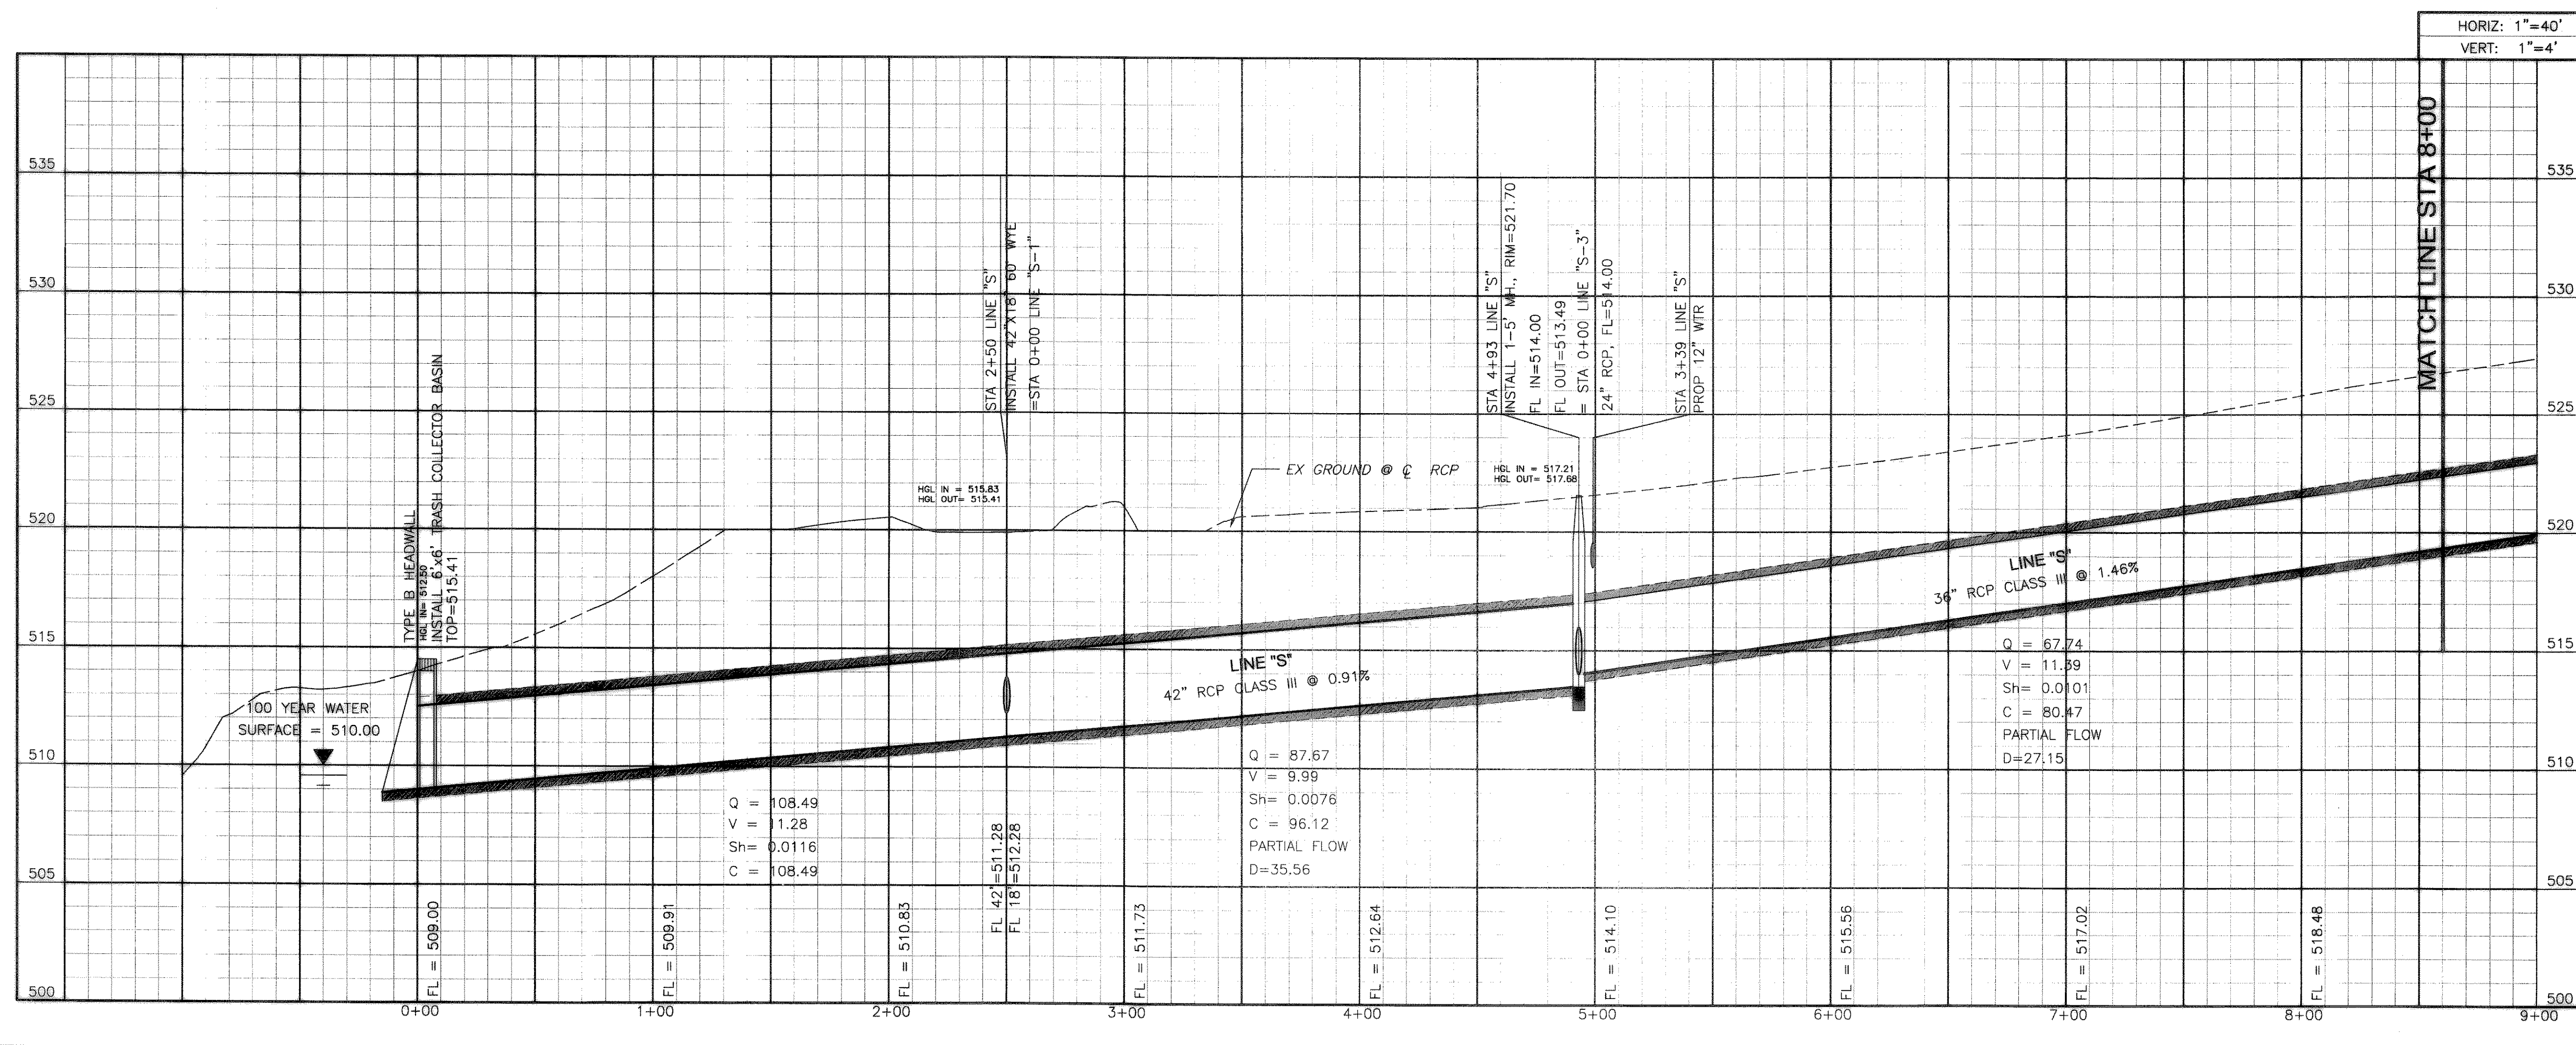 HORIZ: 1"=40'
VERT: 1"=4'
MATCH LINE STA 8+00
535
530
525
520
515
510
505
500
535
530
525
520
515
510
505
500
100 YEAR WATER
SURFACE = 510.00
TYPE B HEADWALL
HGL IN= 512.50
INSTALL 6'x6' TRASH COLLECTOR BASIN
TOP=515.41
STA 2+50 LINE "S"
INSTALL 42"X18" 60° WYE
=STA 0+00 LINE "S-1"
HGL IN = 515.83
HGL OUT= 515.41
EX GROUND @ ℄ RCP
STA 4+93 LINE "S"
INSTALL 1-5' MH., RIM=521.70
FL IN=514.00
FL OUT=513.49
= STA 0+00 LINE "S-3"
24" RCP, FL=514.00
HGL IN = 517.21
HGL OUT= 517.68
STA 3+39 LINE "S"
PROP 12" WTR
LINE "S"
42" RCP CLASS III @ 0.91%
LINE "S"
36" RCP CLASS III @ 1.46%
Q = 108.49
V = 11.28
Sh= 0.0116
C = 108.49
Q = 87.67
V = 9.99
Sh= 0.0076
C = 96.12
PARTIAL FLOW
D=35.56
Q = 67.74
V = 11.39
Sh= 0.0101
C = 80.47
PARTIAL FLOW
D=27.15
FL = 509.00
FL = 509.91
FL = 510.83
FL 42"=511.28
FL 18"=512.28
FL = 511.73
FL = 512.64
FL = 514.10
FL = 515.56
FL = 517.02
FL = 518.48
0+00
1+00
2+00
3+00
4+00
5+00
6+00
7+00
8+00
9+00